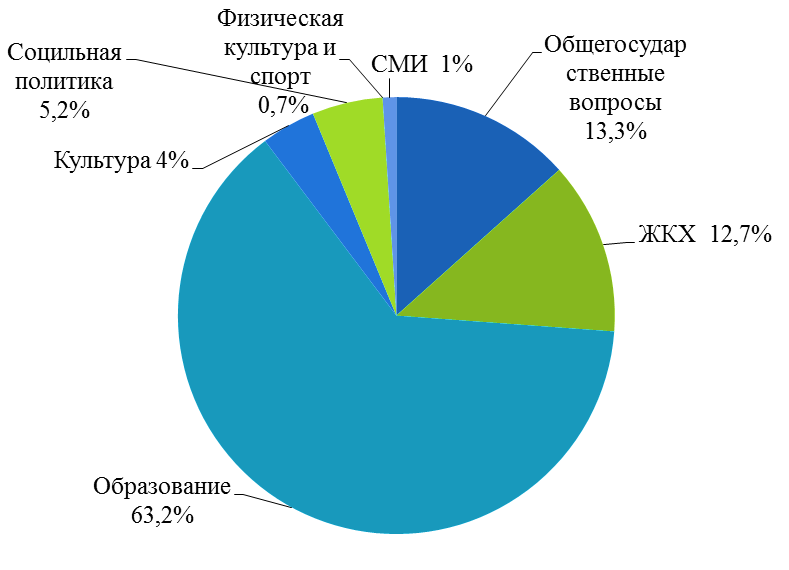 Физическая
культура и
спорт
0,7%
СМИ 1%
Общегосудар
ственные
вопросы
13,3%
Социльная
политика
5,2%
Культура 4%
ЖКХ 12,7%
Образование
63,2%